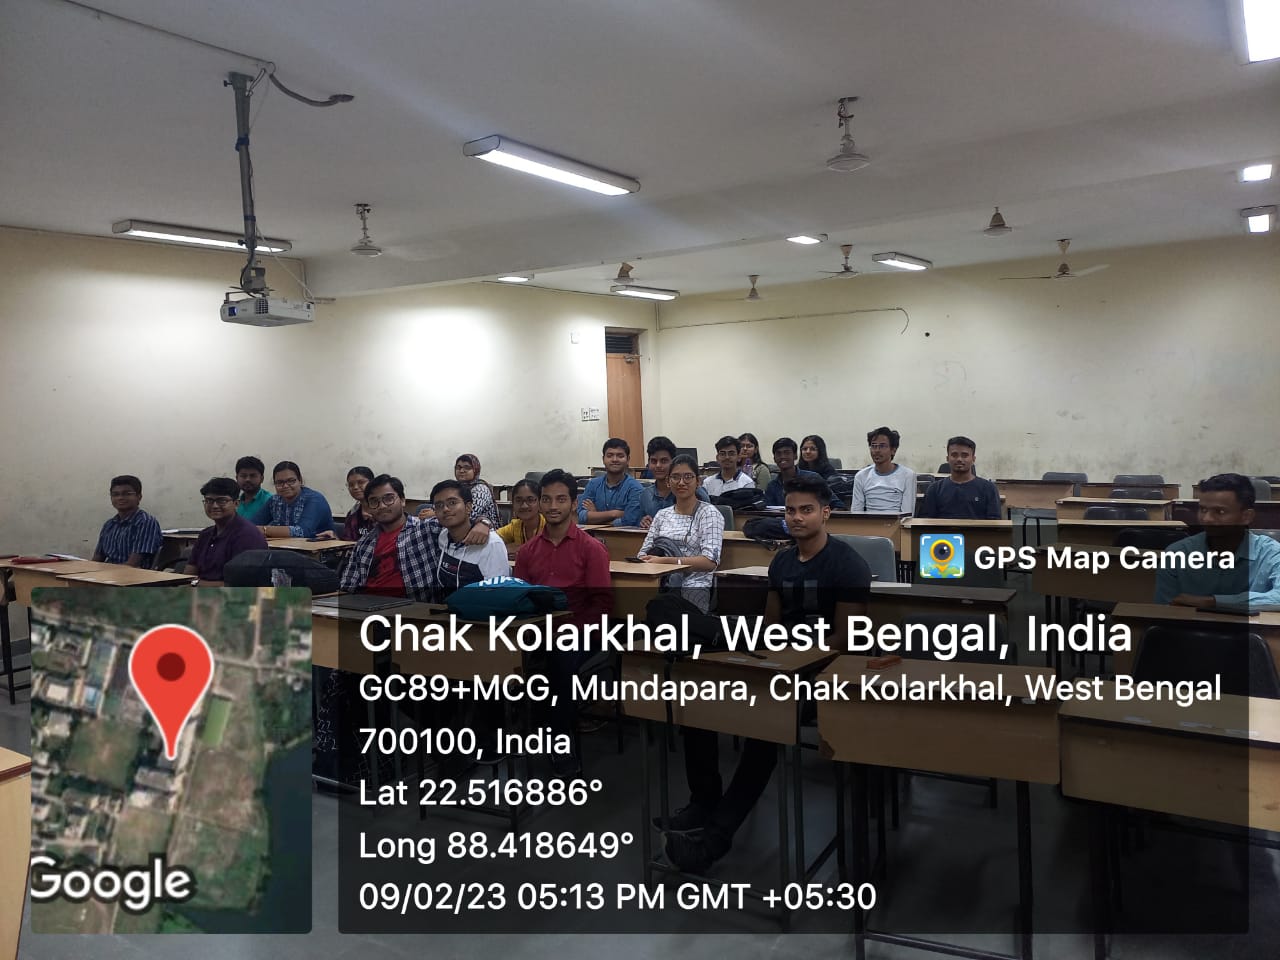 GPS Map Camera
Chak Kolarkhal, West Bengal, India
GC89+MCG, Mundapara, Chak Kolarkhal, West Bengal
700100, India
Lat 22.516886°
Long 88.418649°
09/02/23 05:13 PM GMT +05:30
Google